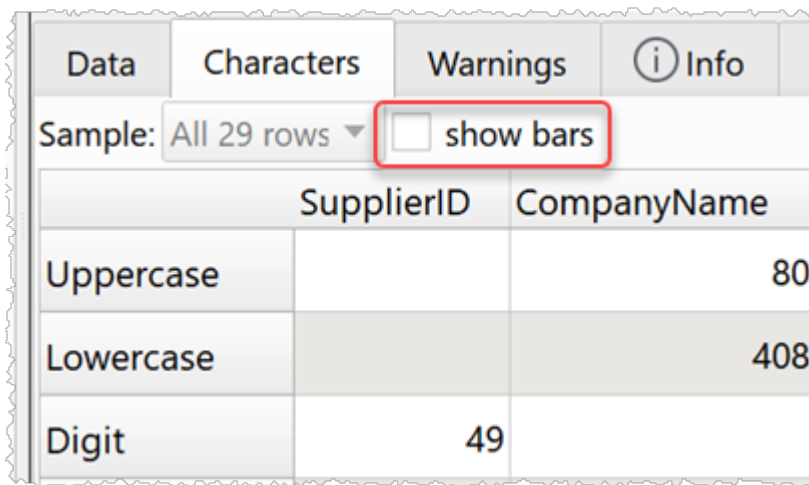 Data Characters Warnings i Info
Sample: All 29 rows show bars
SupplierID CompanyName
Uppercase 80
Lowercase 408
Digit 49